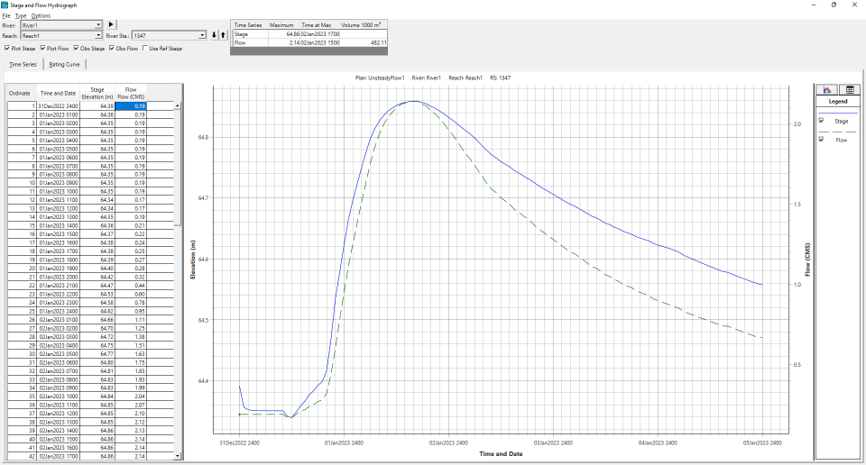 Stage and Flow Hydrograph
File Type Options
River: River1
Reach: Reach1 River Sta.: 1347
Plot Stage Plot Flow Obs Stage Obs Flow Use Ref Stage
Time Series Maximum Time at Max Volume 1000 m³
Stage 64.86 02Jan2023 1700
Flow 2.14 02Jan2023 1500 482.11
Time Series Rating Curve
Plan: UnsteadyFlow1 River: River1 Reach: Reach1 RS: 1347
Ordinate Time and Date Stage Elevation (m) Flow Flow (CMS)
1 31Dec2022 2400 64.39 0.19
2 01Jan2023 0100 64.36 0.19
3 01Jan2023 0200 64.35 0.19
4 01Jan2023 0300 64.35 0.19
5 01Jan2023 0400 64.35 0.19
6 01Jan2023 0500 64.35 0.19
7 01Jan2023 0600 64.35 0.19
8 01Jan2023 0700 64.35 0.19
9 01Jan2023 0800 64.35 0.19
10 01Jan2023 0900 64.35 0.19
11 01Jan2023 1000 64.35 0.19
12 01Jan2023 1100 64.34 0.17
13 01Jan2023 1200 64.34 0.17
14 01Jan2023 1300 64.35 0.19
15 01Jan2023 1400 64.36 0.21
16 01Jan2023 1500 64.37 0.22
17 01Jan2023 1600 64.38 0.24
18 01Jan2023 1700 64.38 0.25
19 01Jan2023 1800 64.39 0.27
20 01Jan2023 1900 64.40 0.28
21 01Jan2023 2000 64.42 0.32
22 01Jan2023 2100 64.47 0.44
23 01Jan2023 2200 64.53 0.60
24 01Jan2023 2300 64.58 0.78
25 01Jan2023 2400 64.62 0.95
26 02Jan2023 0100 64.66 1.11
27 02Jan2023 0200 64.70 1.25
28 02Jan2023 0300 64.72 1.38
29 02Jan2023 0400 64.75 1.51
30 02Jan2023 0500 64.77 1.63
31 02Jan2023 0600 64.80 1.75
32 02Jan2023 0700 64.81 1.85
33 02Jan2023 0800 64.83 1.93
34 02Jan2023 0900 64.83 1.99
35 02Jan2023 1000 64.84 2.04
36 02Jan2023 1100 64.85 2.07
37 02Jan2023 1200 64.85 2.10
38 02Jan2023 1300 64.85 2.12
39 02Jan2023 1400 64.86 2.13
40 02Jan2023 1500 64.86 2.14
41 02Jan2023 1600 64.86 2.14
42 02Jan2023 1700 64.86 2.14
Elevation (m)
64.8
64.7
64.6
64.5
64.4
2.0
1.5
1.0
0.5
Flow (CMS)
31Dec2022 2400 01Jan2023 2400 02Jan2023 2400 03Jan2023 2400 04Jan2023 2400 05Jan2023 2400
Time and Date
Legend
Stage
Flow